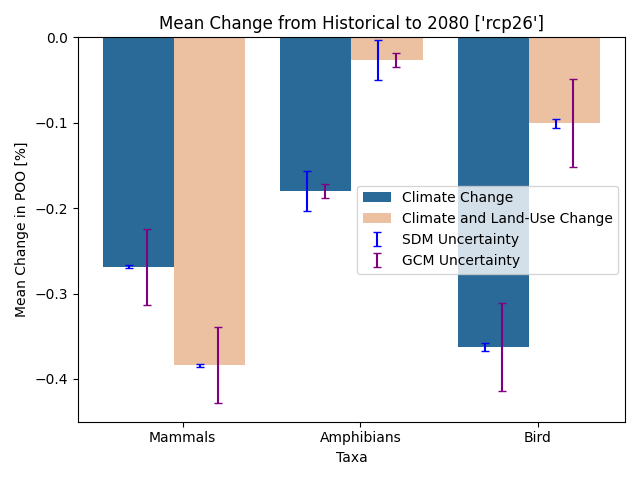 Mean Change from Historical to 2080 ['rcp26']
0.0
−0.1
−0.2
−0.3
−0.4
Mean Change in POO [%]
Climate Change
Climate and Land-Use Change
SDM Uncertainty
GCM Uncertainty
Mammals
Amphibians
Bird
Taxa